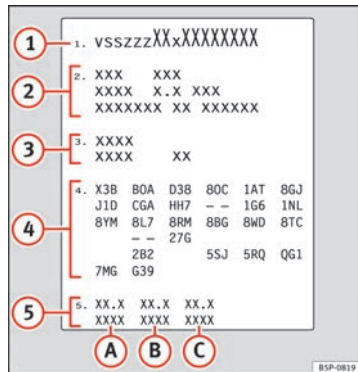 1 1. VSSZZZXXxXXXXXXXX
2 2. XXX XXX
XXXX X.X XXX
XXXXXXX XX XXXXXX
3 3. XXXX
XXXX XX
4 4. X3B BOA D38 8OC 1AT 8GJ
J1D CGA HH7 - - 1G6 1NL
8YM 8L7 8RM 8BG 8WD 8TC
- - 27G
2B2 5SJ 5RQ QG1
7MG G39
5 5. XX.X XX.X XX.X
XXXX XXXX XXXX
A B C
B5P-0819